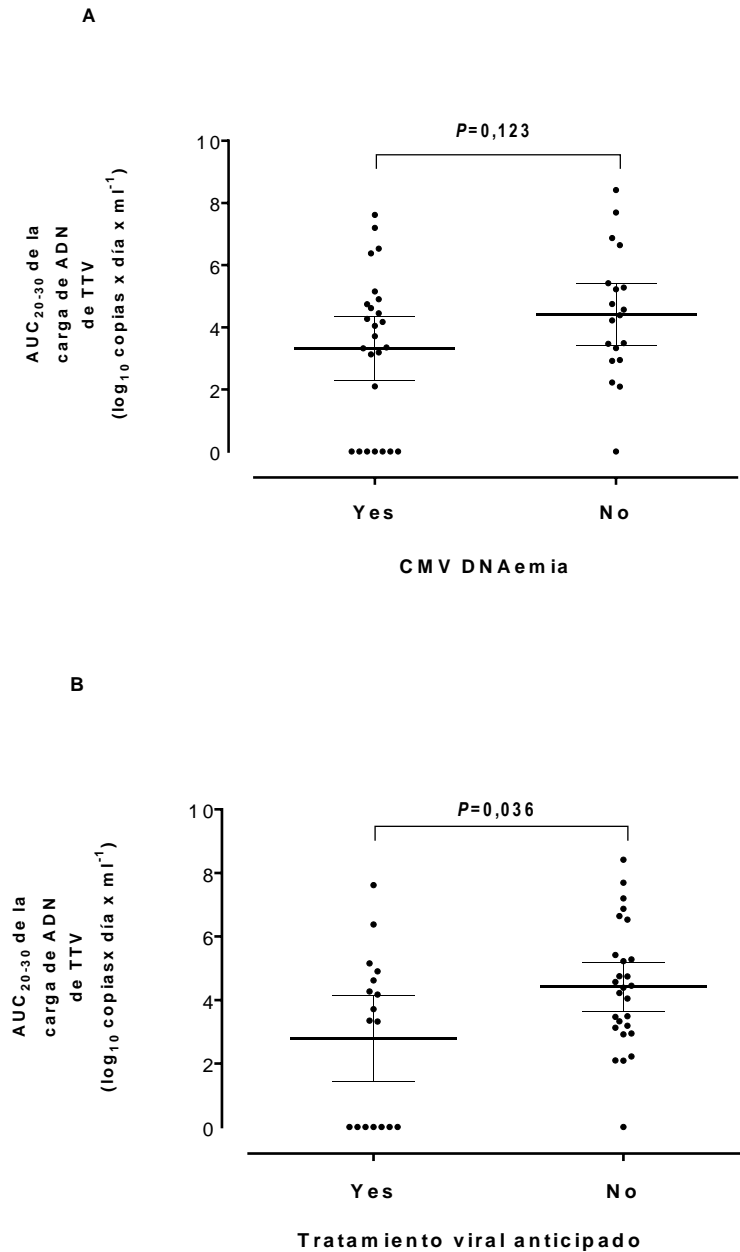 A
P=0,123
10
8
6
4
2
0
AUC20-30 de la
carga de ADN
de TTV
(log10 copias x día x ml-1)
Yes No
CMV DNAemia
B
P=0,036
10
8
6
4
2
0
AUC20-30 de la
carga de ADN
de TTV
(log10 copiasx día x ml-1)
Yes No
Tratamiento viral anticipado